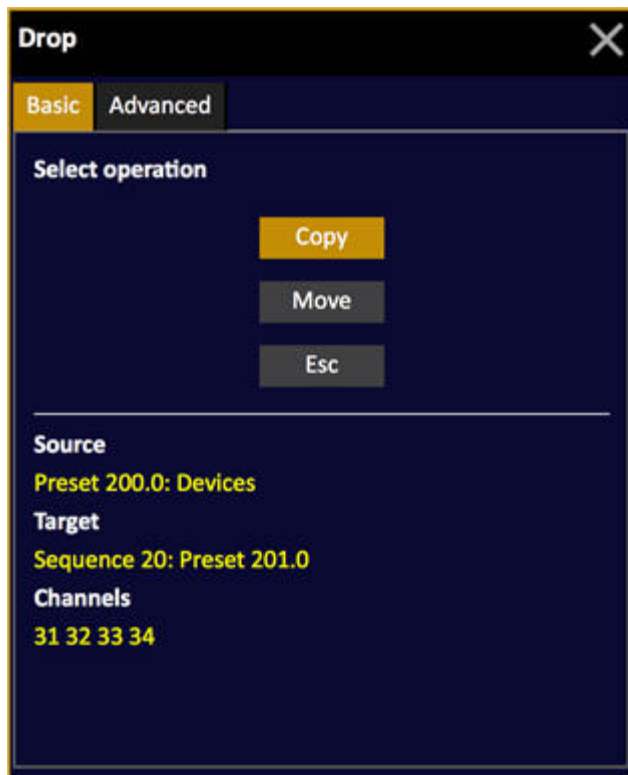 Drop
Basic Advanced
Select operation
Copy
Move
Esc
Source
Preset 200.0: Devices
Target
Sequence 20: Preset 201.0
Channels
31 32 33 34